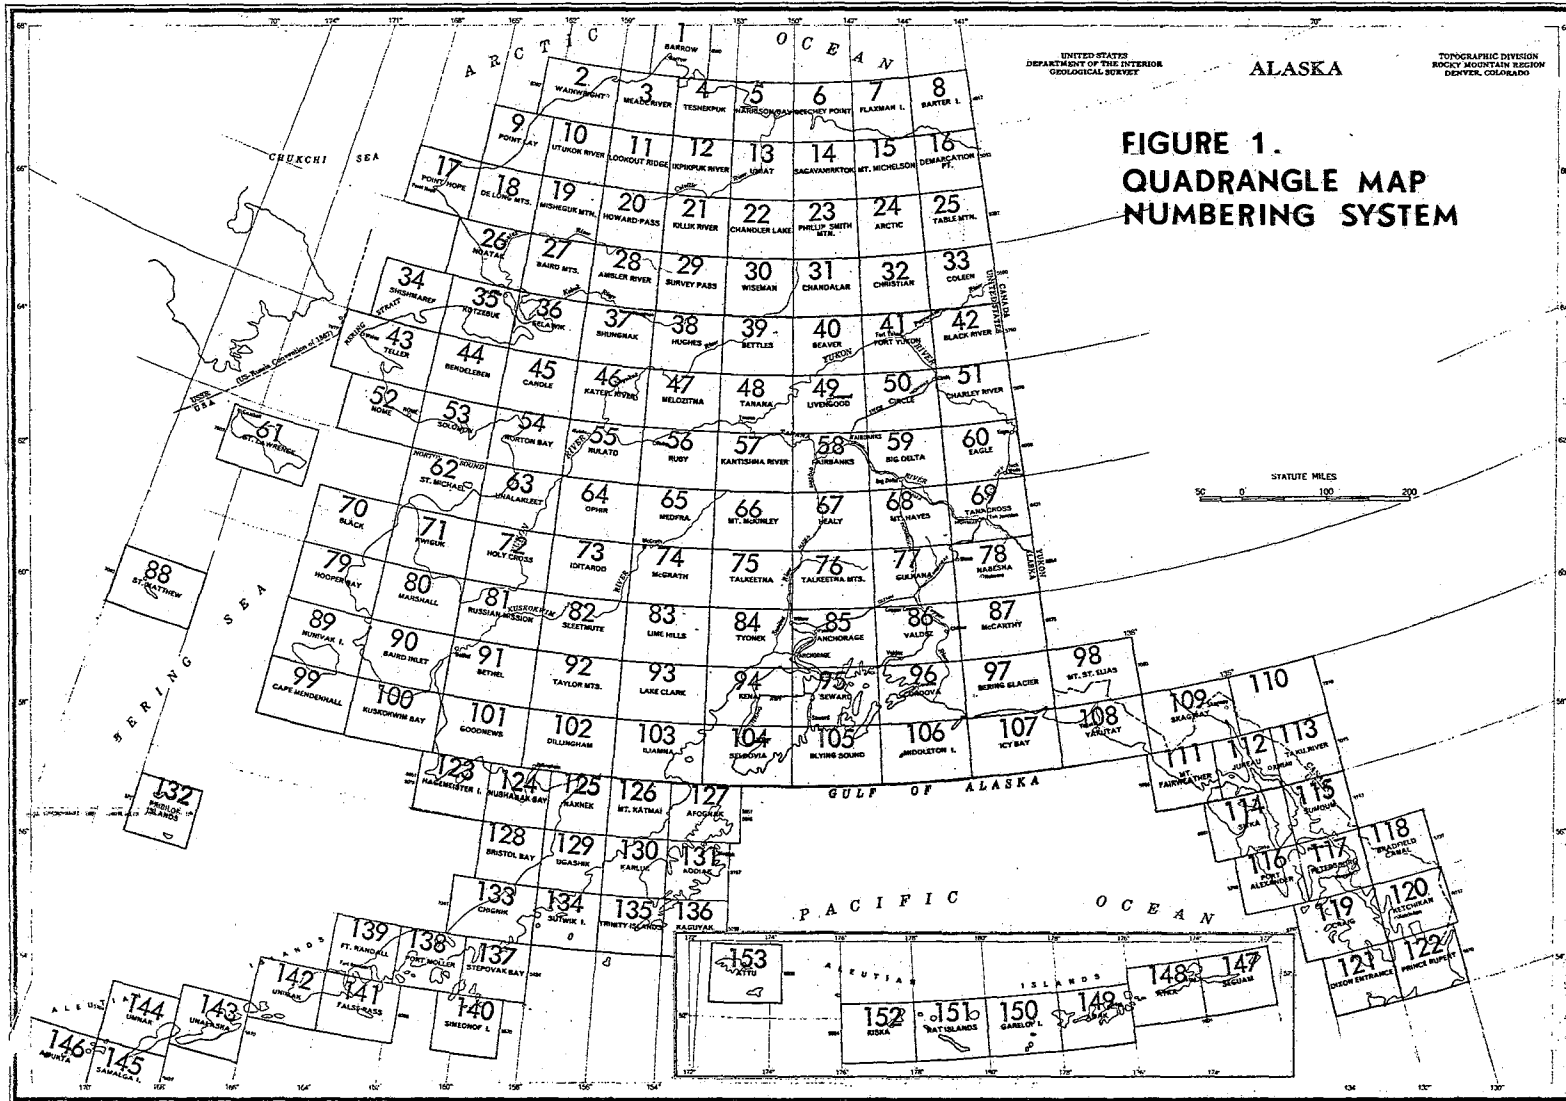 ARCTIC OCEAN
UNITED STATES
DEPARTMENT OF THE INTERIOR
GEOLOGICAL SURVEY
ALASKA
TOPOGRAPHIC DIVISION
ROCKY MOUNTAIN REGION
DENVER, COLORADO
FIGURE 1.
QUADRANGLE MAP
NUMBERING SYSTEM
1 BARROW
2 WAINWRIGHT
3 MEADE RIVER
4 TESHEKPUK
5 HARRISON BAY
6 BEECHEY POINT
7 FLAXMAN I.
8 BARTER I.
9 POINT LAY
10 UTUKOK RIVER
11 LOOKOUT RIDGE
12 IKPIKPUK RIVER
13 UMIAT
14 SAGAVANIRKTOK
15 MT. MICHELSON
16 DEMARCATION PT.
CHUKCHI SEA
17 POINT HOPE
18 DE LONG MTS.
19 MISHEGUK MTN.
20 HOWARD PASS
21 KILLIK RIVER
22 CHANDLER LAKE
23 PHILLIP SMITH MTN.
24 ARCTIC
25 TABLE MTN.
26 NOATAK
27 BAIRD MTS.
28 AMBLER RIVER
29 SURVEY PASS
30 WISEMAN
31 CHANDALAR
32 CHRISTIAN
33 COLEEN
CANADA
UNITED STATES
34 SHISHMAREF
35 KOTZEBUE
36 SELAWIK
37 SHUNGNAK
38 HUGHES
39 BETTLES
40 BEAVER
41 FORT YUKON
42 BLACK RIVER
YUKON RIVER
BERING STRAIT
(US-Russia Convention of 1867)
USSR
USA
43 TELLER
44 BENDELEBEN
45 CANDLE
46 KATEEL RIVER
47 MELOZITNA
48 TANANA
49 LIVENGOOD
50 CIRCLE
51 CHARLEY RIVER
52 NOME
53 SOLOMON
54 NORTON BAY
55 NULATO
56 RUBY
57 KANTISHNA RIVER
58 FAIRBANKS
59 BIG DELTA
60 EAGLE
61 ST. LAWRENCE
NORTON SOUND
62 ST. MICHAEL
63 UNALAKLEET
64 OPHIR
65 MEDFRA
66 MT. McKINLEY
67 HEALY
68 MT. HAYES
69 TANACROSS
STATUTE MILES
50 0 100 200
70 BLACK
71 KWIGUK
72 HOLY CROSS
73 IDITAROD
74 McGRATH
75 TALKEETNA
76 TALKEETNA MTS.
77 GULKANA
78 NABESNA
YUKON
ALASKA
79 HOOPER BAY
80 MARSHALL
81 RUSSIAN MISSION
KUSKOKWIM RIVER
82 SLEETMUTE
83 LIME HILLS
84 TYONEK
85 ANCHORAGE
86 VALDEZ
87 McCARTHY
88 ST. MATTHEW
BERING SEA
89 NUNIVAK I.
90 BAIRD INLET
91 BETHEL
92 TAYLOR MTS.
93 LAKE CLARK
94 KENAI
95 SEWARD
96 CORDOVA
97 BERING GLACIER
98 MT. ST. ELIAS
99 CAPE MENDENHALL
100 KUSKOKWIM BAY
101 GOODNEWS
102 DILLINGHAM
103 ILIAMNA
104 SELDOVIA
105 BLYING SOUND
106 MIDDLETON I.
107 ICY BAY
108 YAKUTAT
109 SKAGWAY
110
GULF OF ALASKA
111 MT. FAIRWEATHER
112 JUNEAU
113 TAKU RIVER
114 SITKA
115 SUMDUM
116 PORT ALEXANDER
117 PETERSBURG
118 BRADFIELD CANAL
19 CRAIG
120 KETCHIKAN
121 DIXON ENTRANCE
122 PRINCE RUPERT
123 HAGEMEISTER I.
124 NUSHAGAK BAY
125 NAKNEK
126 MT. KATMAI
127 AFOGNAK
128 BRISTOL BAY
129 UGASHIK
130 KARLUK
131 KODIAK
132 PRIBILOF ISLANDS
133 CHIGNIK
134 SUTWIK I.
135 TRINITY ISLANDS
136 KAGUYAK
PACIFIC OCEAN
137 STEPOVAK BAY
138 PORT MOLLER
139 FT. RANDALL
140 SIMEONOF I.
141 FALSE PASS
142 UNIMAK
143 UNALASKA
144 UMNAK
145 SAMALGA I.
146 AMUKTA
ALEUTIAN ISLANDS
147 SEGUAM
148 ATKA
149 ADAK
150 GARELOI I.
151 RAT ISLANDS
152 KISKA
153 ATTU